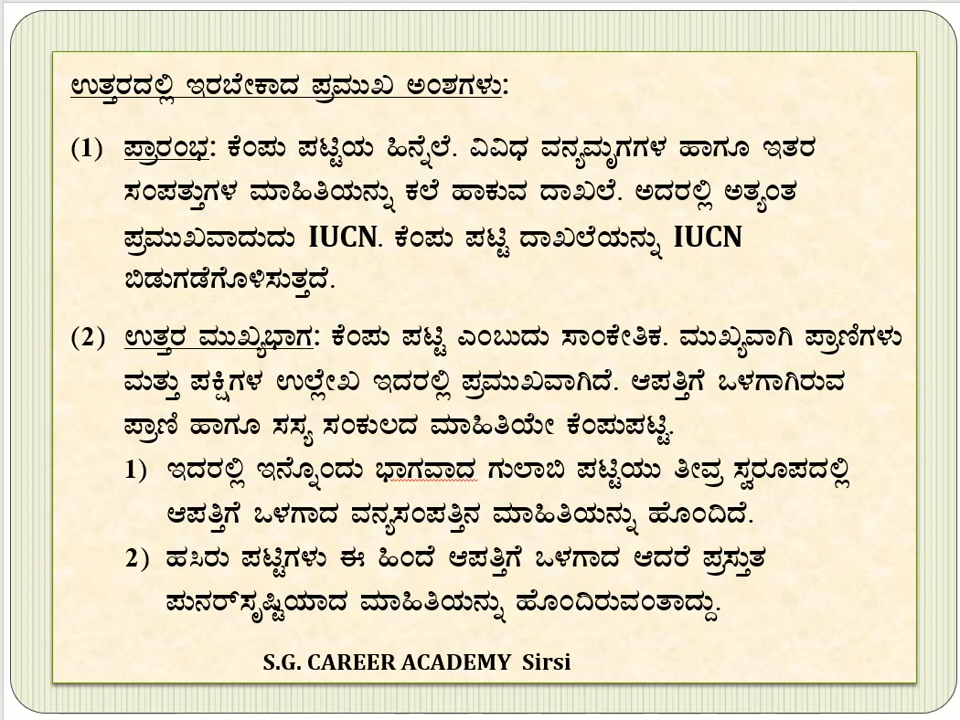 ಉತ್ತರದಲ್ಲಿ ಇರಬೇಕಾದ ಪ್ರಮುಖ ಅಂಶಗಳು:
(1) ಪ್ರಾರಂಭ: ಕೆಂಪು ಪಟ್ಟಿಯ ಹಿನ್ನೆಲೆ. ವಿವಿಧ ವನ್ಯಮೃಗಗಳ ಹಾಗೂ ಇತರ
ಸಂಪತ್ತುಗಳ ಮಾಹಿತಿಯನ್ನು ಕಲೆ ಹಾಕುವ ದಾಖಲೆ. ಅದರಲ್ಲಿ ಅತ್ಯಂತ
ಪ್ರಮುಖವಾದುದು IUCN. ಕೆಂಪು ಪಟ್ಟಿ ದಾಖಲೆಯನ್ನು IUCN
ಬಿಡುಗಡೆಗೊಳಿಸುತ್ತದೆ.
(2) ಉತ್ತರ ಮುಖ್ಯಭಾಗ: ಕೆಂಪು ಪಟ್ಟಿ ಎಂಬುದು ಸಾಂಕೇತಿಕ. ಮುಖ್ಯವಾಗಿ ಪ್ರಾಣಿಗಳು
ಮತ್ತು ಪಕ್ಷಿಗಳ ಉಲ್ಲೇಖ ಇದರಲ್ಲಿ ಪ್ರಮುಖವಾಗಿದೆ. ಆಪತ್ತಿಗೆ ಒಳಗಾಗಿರುವ
ಪ್ರಾಣಿ ಹಾಗೂ ಸಸ್ಯ ಸಂಕುಲದ ಮಾಹಿತಿಯೇ ಕೆಂಪುಪಟ್ಟಿ.
1) ಇದರಲ್ಲಿ ಇನ್ನೊಂದು ಭಾಗವಾದ ಗುಲಾಬಿ ಪಟ್ಟಿಯು ತೀವ್ರ ಸ್ವರೂಪದಲ್ಲಿ
ಆಪತ್ತಿಗೆ ಒಳಗಾದ ವನ್ಯಸಂಪತ್ತಿನ ಮಾಹಿತಿಯನ್ನು ಹೊಂದಿದೆ.
2) ಹಸಿರು ಪಟ್ಟಿಗಳು ಈ ಹಿಂದೆ ಆಪತ್ತಿಗೆ ಒಳಗಾದ ಆದರೆ ಪ್ರಸ್ತುತ
ಪುನರ್‌ಸೃಷ್ಟಿಯಾದ ಮಾಹಿತಿಯನ್ನು ಹೊಂದಿರುವಂತಾದ್ದು.
S.G. CAREER ACADEMY Sirsi